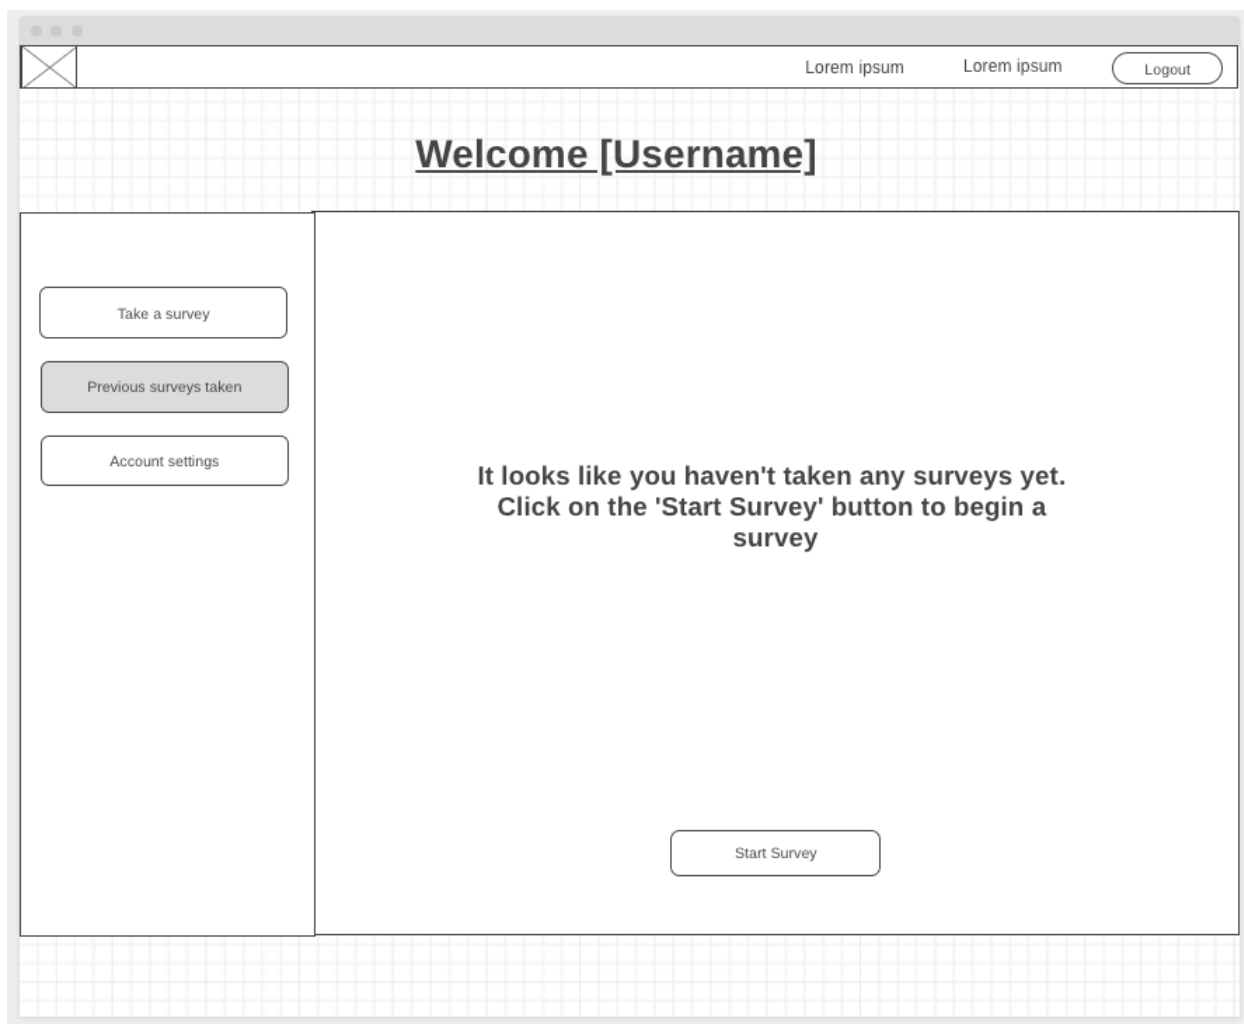 Lorem ipsum
Lorem ipsum
Logout
Welcome [Username]
Take a survey
Previous surveys taken
Account settings
It looks like you haven't taken any surveys yet.
Click on the 'Start Survey' button to begin a
survey
Start Survey